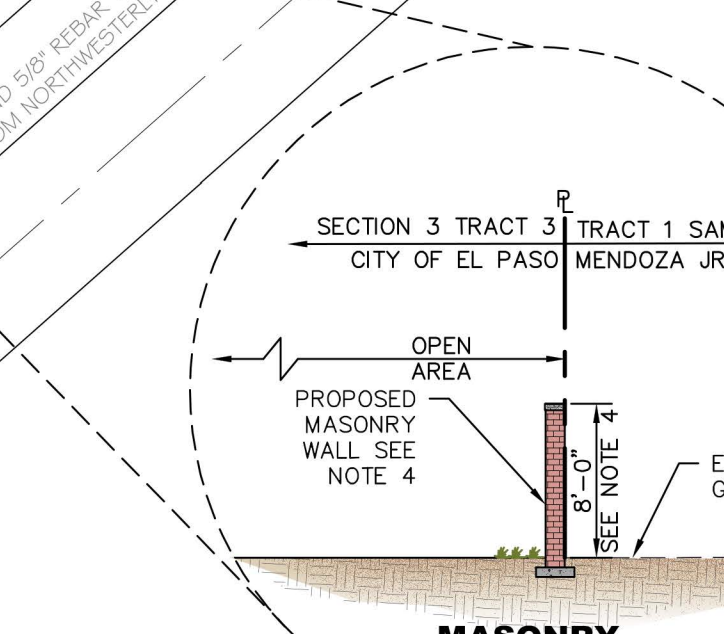 5/8" REBAR
NORTHWESTERL
PL
SECTION 3 TRACT 3
TRACT 1
CITY OF EL PASO
MENDOZA JR
OPEN
AREA
PROPOSED
MASONRY
WALL SEE
NOTE 4
8'-0"
SEE NOTE 4
MASONRY